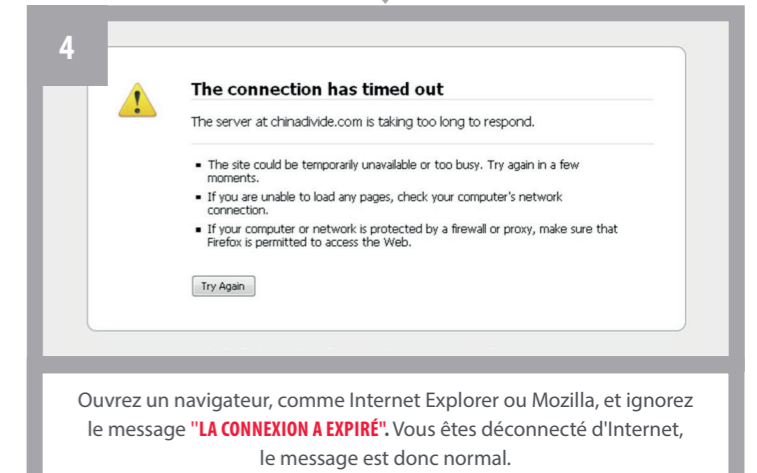 4
The connection has timed out
The server at chinadivide.com is taking too long to respond.
▪ The site could be temporarily unavailable or too busy. Try again in a few
moments.
▪ If you are unable to load any pages, check your computer's network
connection.
▪ If your computer or network is protected by a firewall or proxy, make sure that
Firefox is permitted to access the Web.
Try Again
Ouvrez un navigateur, comme Internet Explorer ou Mozilla, et ignorez
le message "LA CONNEXION A EXPIRÉ". Vous êtes déconnecté d'Internet,
le message est donc normal.